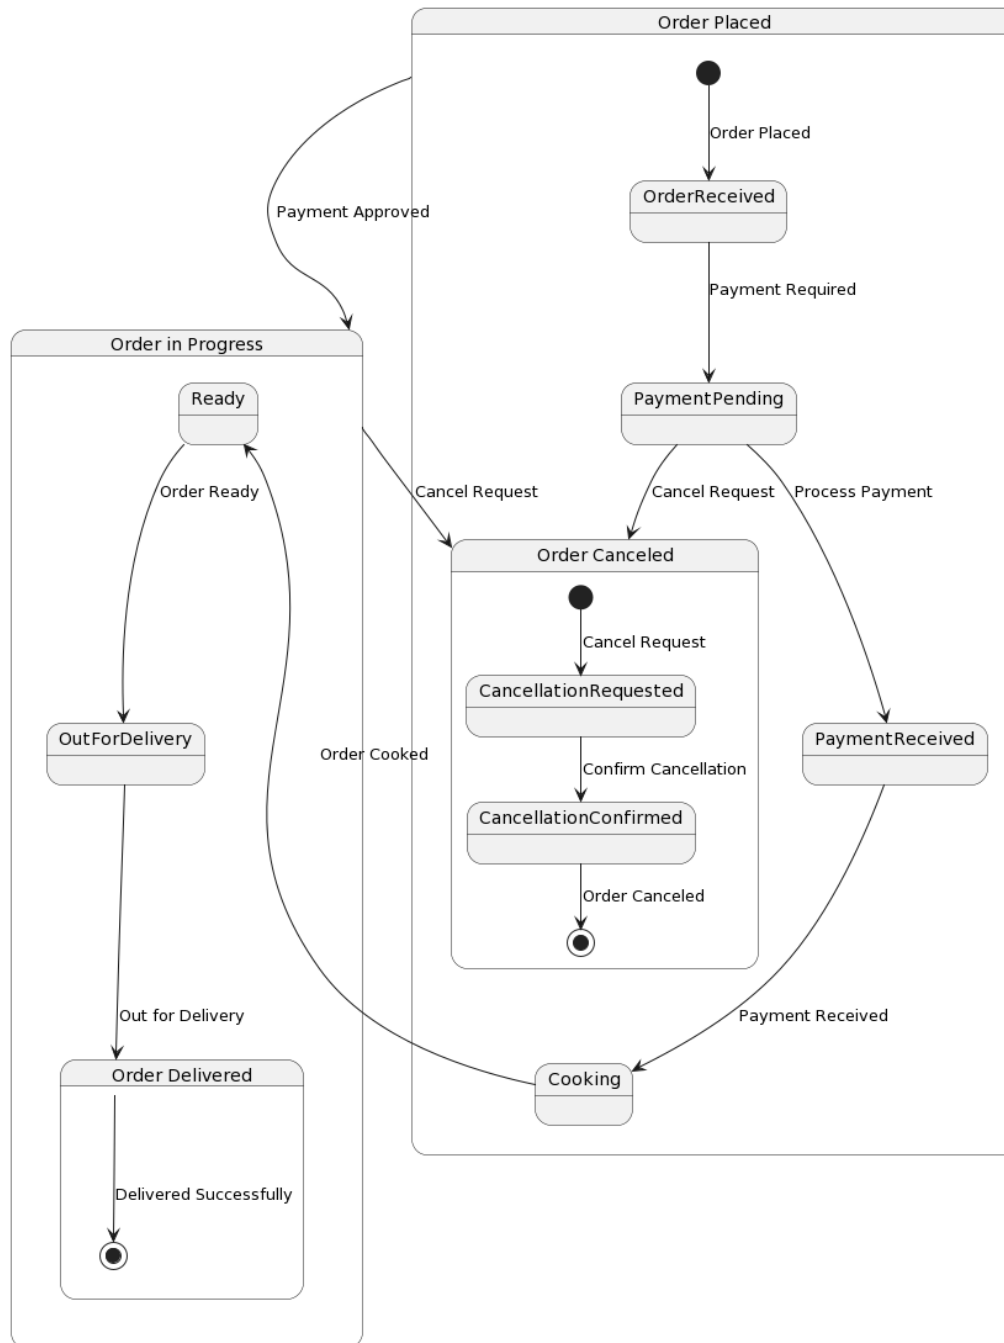 Order Placed
Order Placed
OrderReceived
Payment Approved
Payment Required
Order in Progress
Ready
PaymentPending
Order Ready
Cancel Request
Cancel Request
Process Payment
Order Canceled
Cancel Request
CancellationRequested
OutForDelivery
Order Cooked
PaymentReceived
Confirm Cancellation
CancellationConfirmed
Order Canceled
Out for Delivery
Payment Received
Order Delivered
Cooking
Delivered Successfully